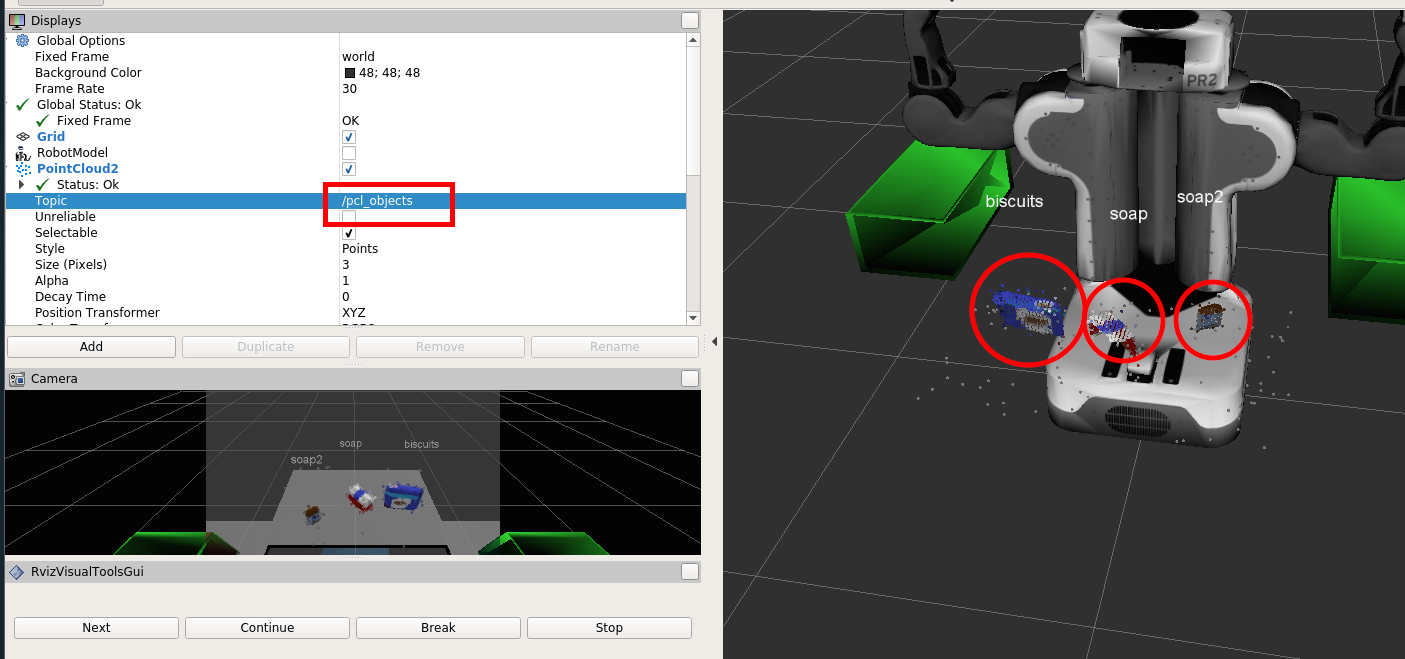 Displays
Global Options
Fixed Frame world
Background Color 48; 48; 48
Frame Rate 30
Global Status: Ok
Fixed Frame OK
Grid
RobotModel
PointCloud2
Status: Ok
Topic /pcl_objects
Unreliable
Selectable
Style Points
Size (Pixels) 3
Alpha 1
Decay Time 0
Position Transformer XYZ
Add Duplicate Remove Rename
Camera
soap biscuits
soap2
RvizVisualToolsGui
Next Continue Break Stop
PR2
biscuits soap soap2